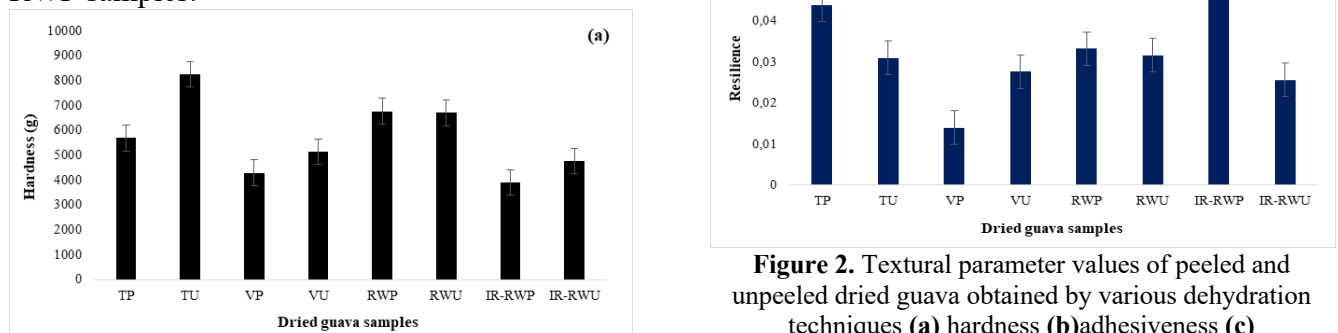 RWP samples.
10000
(a)
9000
8000
7000
6000
5000
4000
3000
2000
1000
0
Hardness (g)
TP TU VP VU RWP RWU IR-RWP IR-RWU
Dried guava samples
0,04
0,03
0,02
0,01
0
Resilience
TP TU VP VU RWP RWU IR-RWP IR-RWU
Dried guava samples
Figure 2. Textural parameter values of peeled and
unpeeled dried guava obtained by various dehydration
techniques (a) hardness (b)adhesiveness (c)